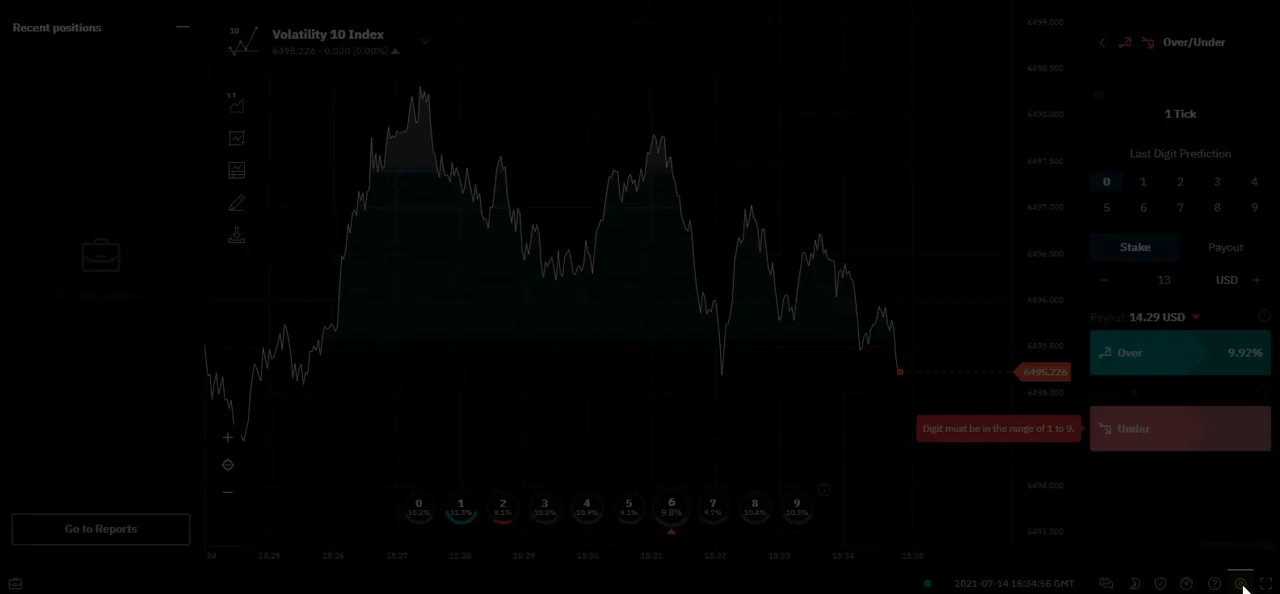 Recent positions
Volatility 10 Index
6495.226 - 0.020 (0.00%)
1T
Go to Reports
6499.000
6498.500
6498.000
6497.500
6497.000
6496.500
6496.000
6495.500
6495.226
6495.000
6494.000
6493.500
0 1 2 3 4 5 6 7 8 9
10.2% 11.3% 8.1% 10.2% 10.9% 9.1% 9.8% 9.7% 10.4% 10.3%
24 15:25 15:26 15:27 15:28 15:29 15:30 15:31 15:32 15:33 15:34 15:35
2021-07-14 15:34:55 GMT
Over/Under
1 Tick
Last Digit Prediction
0 1 2 3 4
5 6 7 8 9
Stake Payout
− 13 USD +
Payout 14.29 USD
Over 9.92%
Digit must be in the range of 1 to 9.
Under